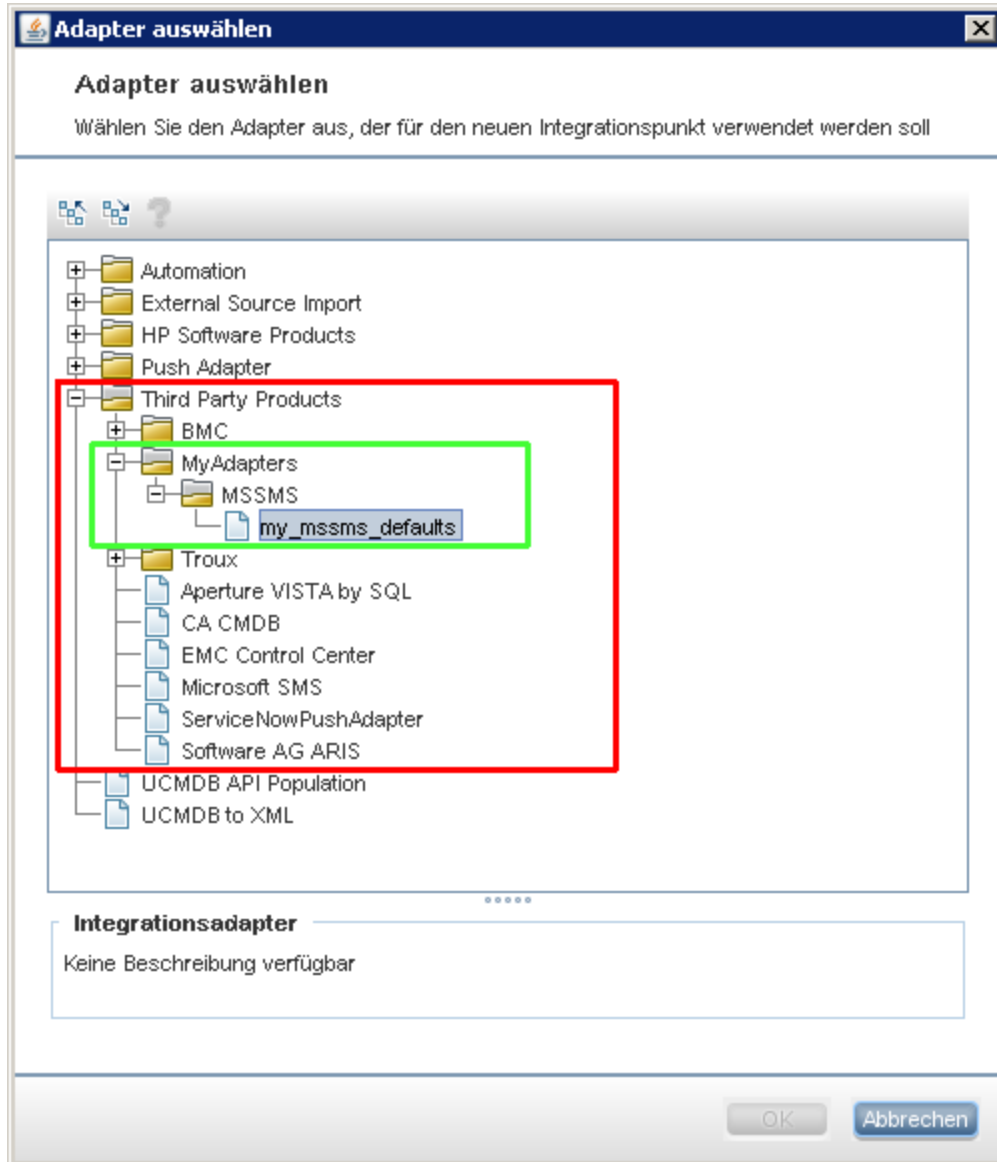 Adapter auswählen
Adapter auswählen
Wählen Sie den Adapter aus, der für den neuen Integrationspunkt verwendet werden soll
?
Automation
External Source Import
HP Software Products
Push Adapter
Third Party Products
BMC
MyAdapters
MSSMS
my_mssms_defaults
Troux
Aperture VISTA by SQL
CA CMDB
EMC Control Center
Microsoft SMS
ServiceNowPushAdapter
Software AG ARIS
UCMDB API Population
UCMDB to XML
Integrationsadapter
Keine Beschreibung verfügbar
OK Abbrechen